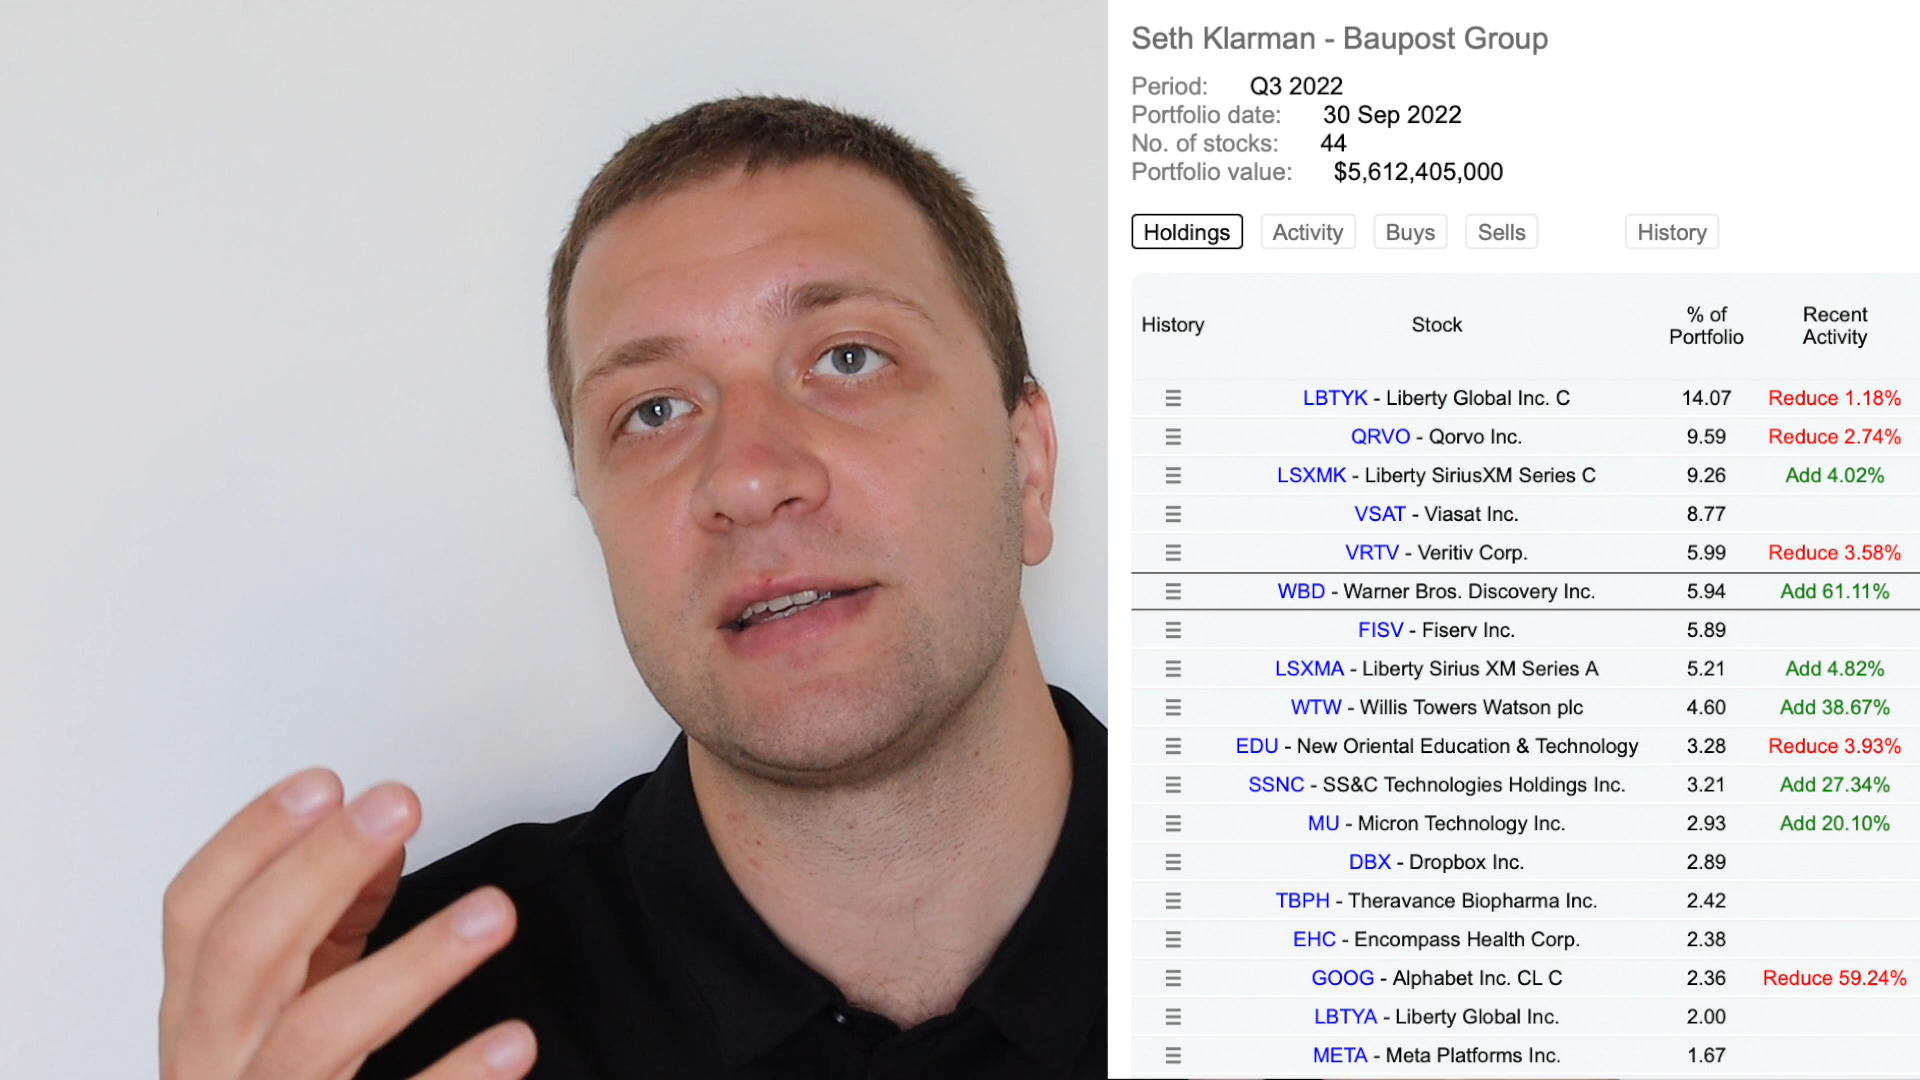 Seth Klarman - Baupost Group
Period: Q3 2022
Portfolio date: 30 Sep 2022
No. of stocks: 44
Portfolio value: $5,612,405,000
Holdings Activity Buys Sells History
History Stock % of Portfolio Recent Activity
LBTYK - Liberty Global Inc. C 14.07 Reduce 1.18%
QRVO - Qorvo Inc. 9.59 Reduce 2.74%
LSXMK - Liberty SiriusXM Series C 9.26 Add 4.02%
VSAT - Viasat Inc. 8.77
VRTV - Veritiv Corp. 5.99 Reduce 3.58%
WBD - Warner Bros. Discovery Inc. 5.94 Add 61.11%
FISV - Fiserv Inc. 5.89
LSXMA - Liberty Sirius XM Series A 5.21 Add 4.82%
WTW - Willis Towers Watson plc 4.60 Add 38.67%
EDU - New Oriental Education & Technology 3.28 Reduce 3.93%
SSNC - SS&C Technologies Holdings Inc. 3.21 Add 27.34%
MU - Micron Technology Inc. 2.93 Add 20.10%
DBX - Dropbox Inc. 2.89
TBPH - Theravance Biopharma Inc. 2.42
EHC - Encompass Health Corp. 2.38
GOOG - Alphabet Inc. CL C 2.36 Reduce 59.24%
LBTYA - Liberty Global Inc. 2.00
META - Meta Platforms Inc. 1.67